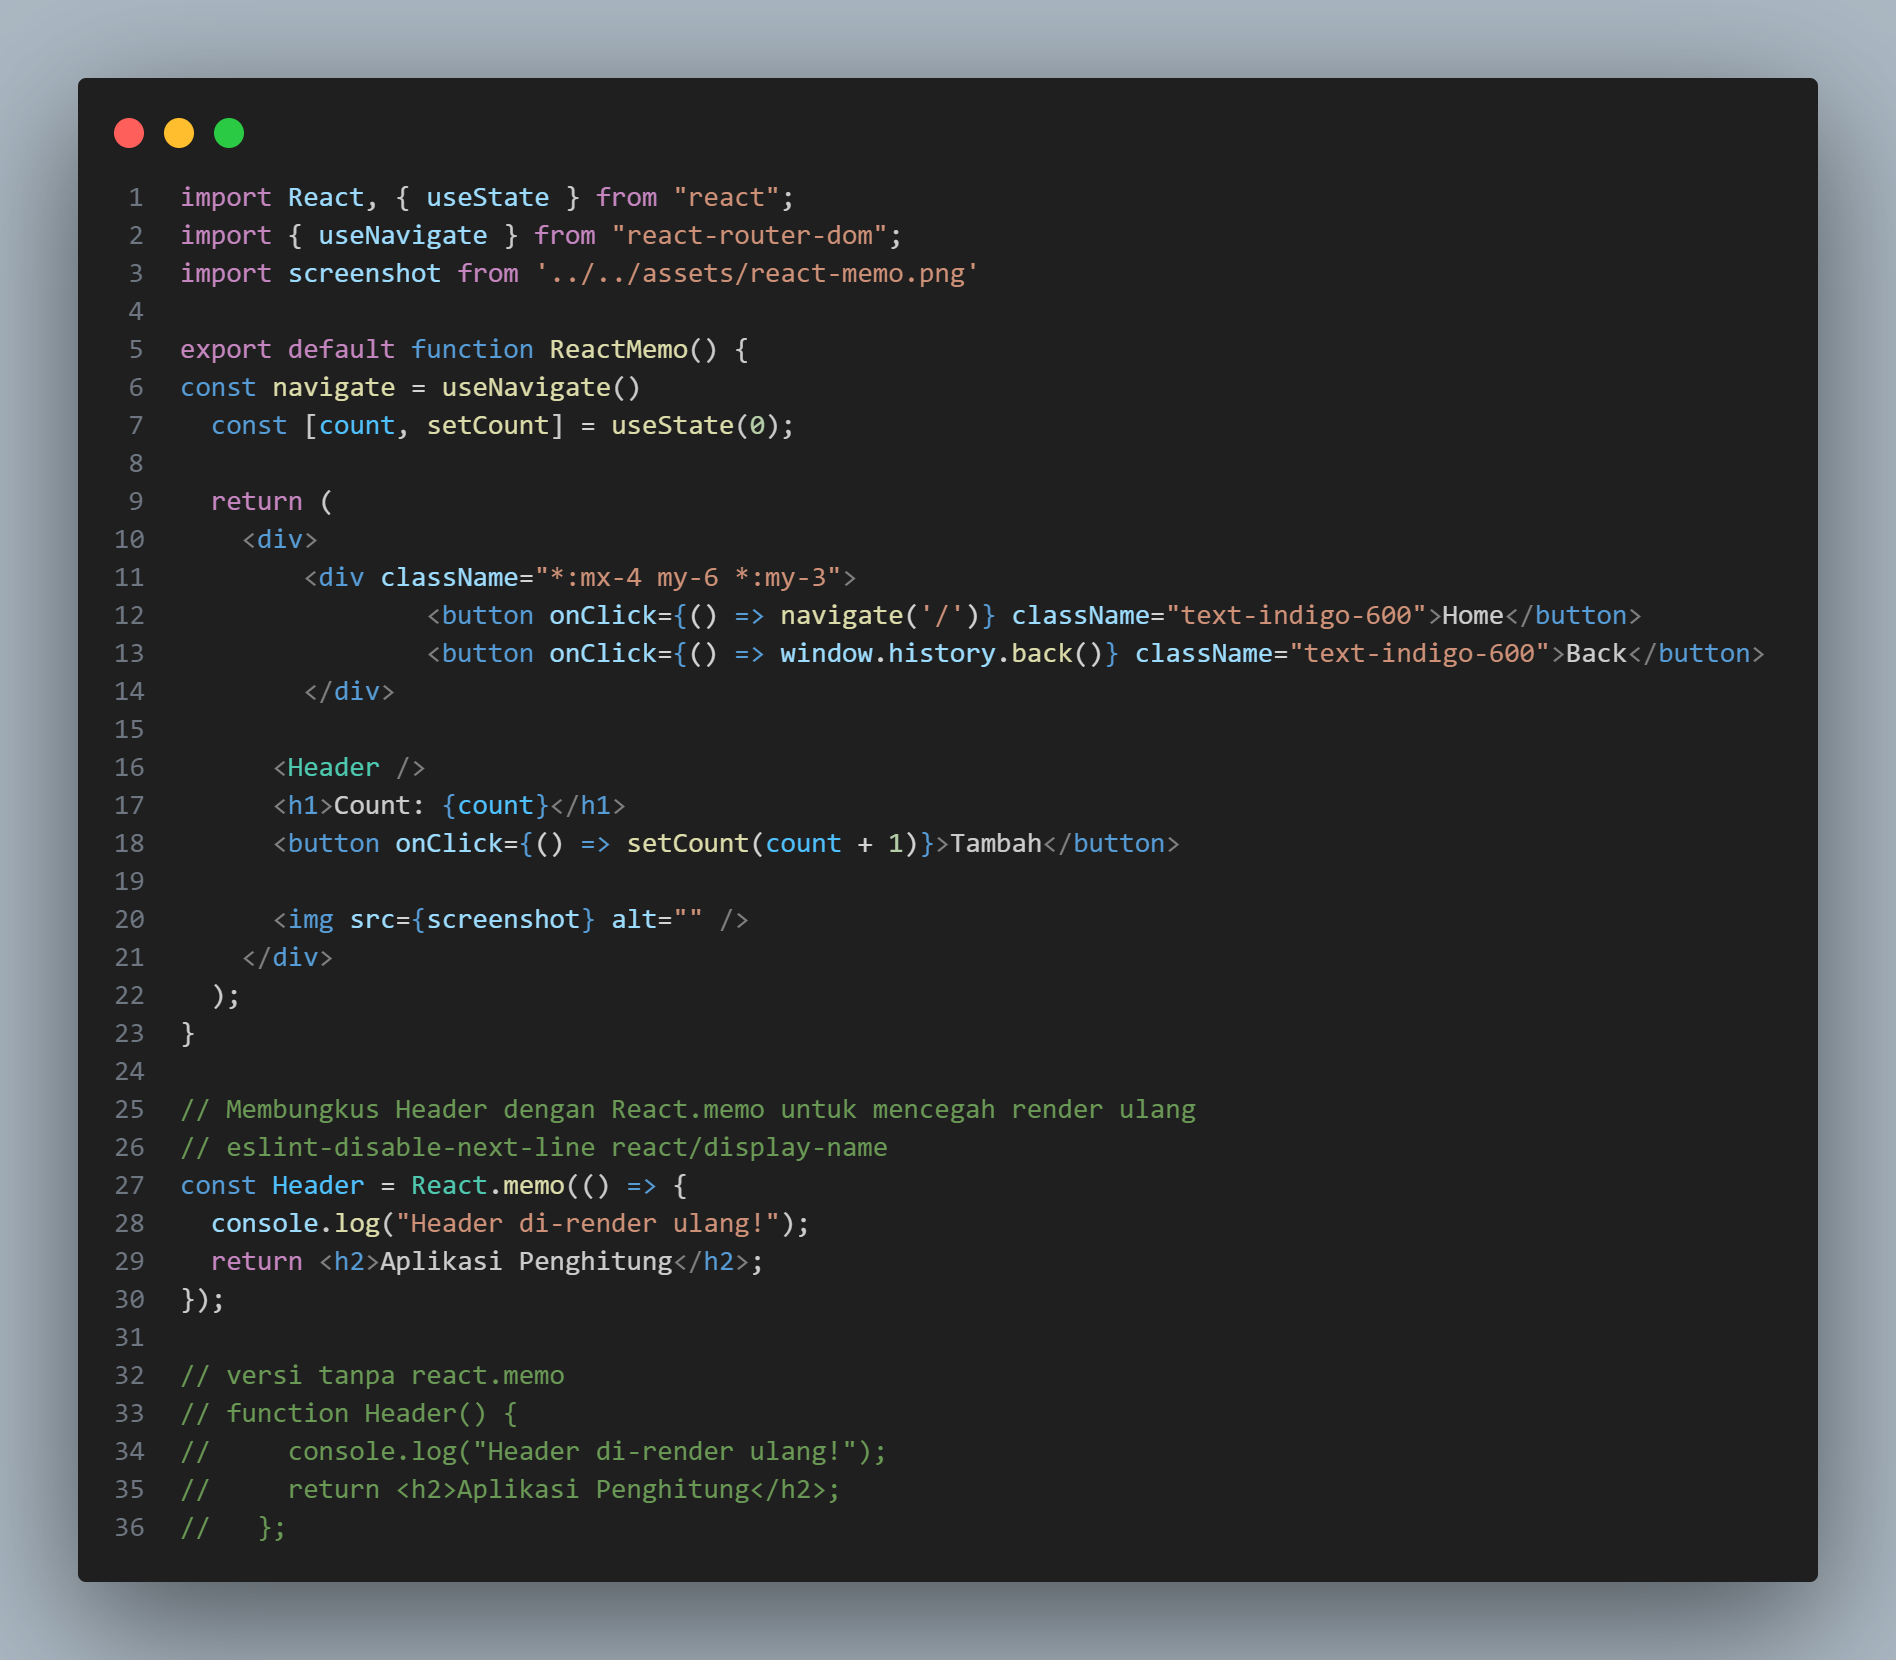 1 import React, { useState } from "react";
2 import { useNavigate } from "react-router-dom";
3 import screenshot from '../../assets/react-memo.png'
4
5 export default function ReactMemo() {
6 const navigate = useNavigate()
7   const [count, setCount] = useState(0);
8
9   return (
10     <div>
11         <div className="*:mx-4 my-6 *:my-3">
12                 <button onClick={() => navigate('/')} className="text-indigo-600">Home</button>
13                 <button onClick={() => window.history.back()} className="text-indigo-600">Back</button>
14         </div>
15
16       <Header />
17       <h1>Count: {count}</h1>
18       <button onClick={() => setCount(count + 1)}>Tambah</button>
19
20       <img src={screenshot} alt="" />
21     </div>
22   );
23 }
24
25 // Membungkus Header dengan React.memo untuk mencegah render ulang
26 // eslint-disable-next-line react/display-name
27 const Header = React.memo(() => {
28   console.log("Header di-render ulang!");
29   return <h2>Aplikasi Penghitung</h2>;
30 });
31
32 // versi tanpa react.memo
33 // function Header() {
34 //     console.log("Header di-render ulang!");
35 //     return <h2>Aplikasi Penghitung</h2>;
36 //   };